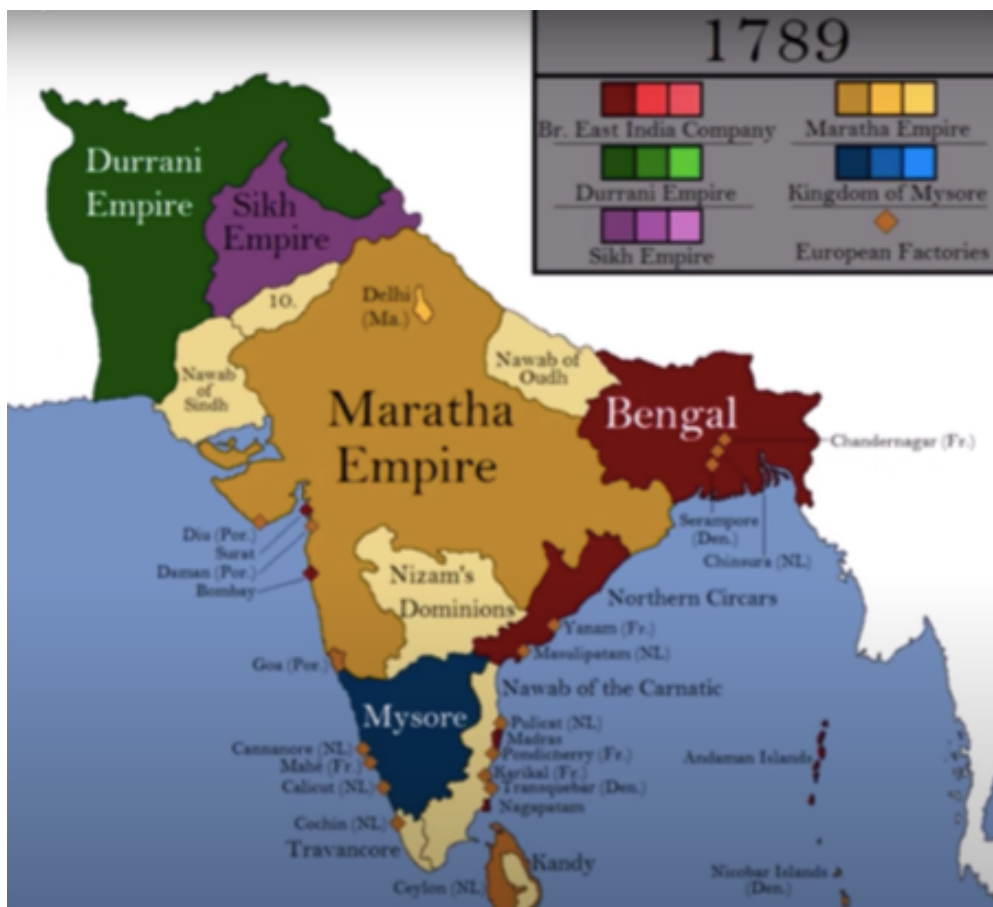 1789
Br. East India Company
Maratha Empire
Durrani Empire
Kingdom of Mysore
Sikh Empire
European Factories
Durrani
Empire
Sikh
Empire
10.
Delhi
(Ma.)
Nawab
of
Sindh
Nawab of
Oudh
Maratha
Empire
Bengal
Chandernagar (Fr.)
Serampore
(Den.)
Chinsura (NL)
Diu (Por.)
Surat
Daman (Por.)
Bombay
Nizam's
Dominions
Northern Circars
Yanam (Fr.)
Masulipatam (NL)
Goa (Por.)
Nawab of the Carnatic
Mysore
Pulicat (NL)
Madras
Pondicherry (Fr.)
Karikal (Fr.)
Transquebar (Den.)
Nagapatam
Cannanore (NL)
Mahé (Fr.)
Calicut (NL)
Cochin (NL)
Travancore
Ceylon (NL)
Kandy
Andaman Islands
Nicobar Islands
(Den.)